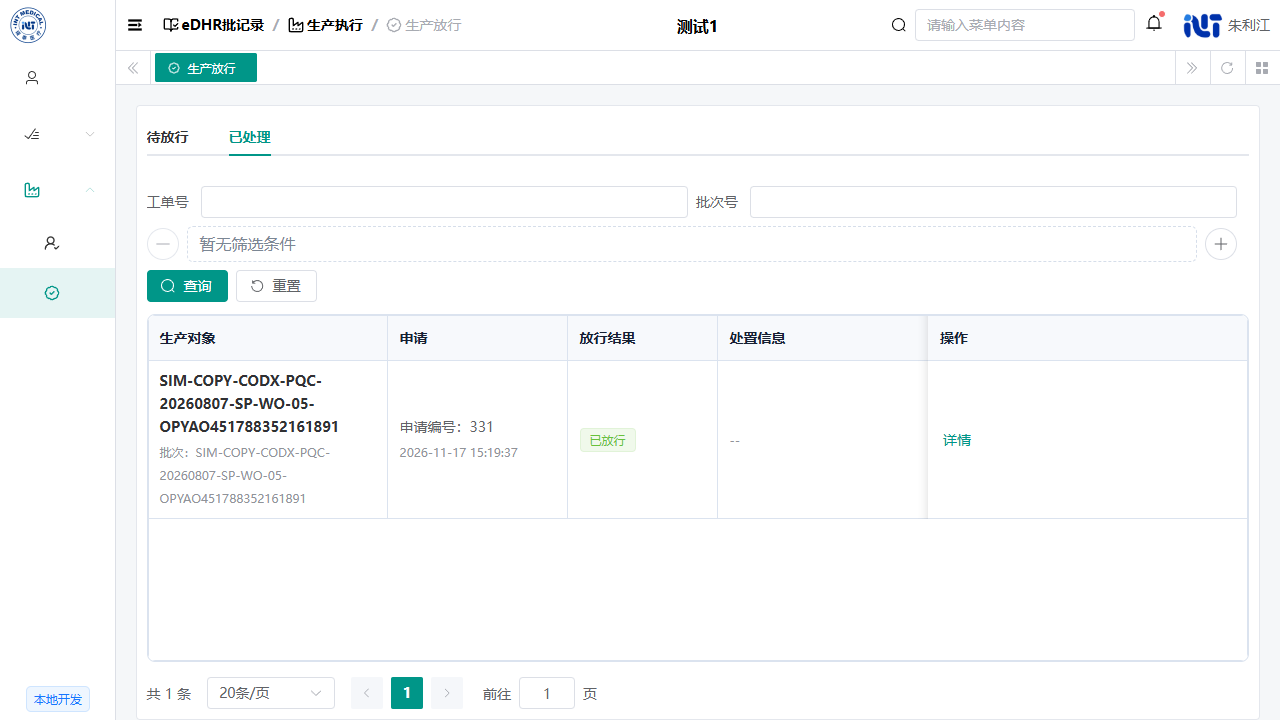 eDHR批记录 / 生产执行 / 生产放行
测试1
请输入菜单内容
朱利江
生产放行
待放行
已处理
工单号
批次号
暂无筛选条件
查询
重置
生产对象 申请 放行结果 处置信息 操作
SIM-COPY-CODX-PQC-
20260807-SP-WO-05-
OPYAO451788352161891
批次：SIM-COPY-CODX-PQC-
20260807-SP-WO-05-
OPYAO451788352161891
申请编号：331
2026-11-17 15:19:37
已放行
--
详情
共 1 条
20条/页
1
前往 1 页
本地开发